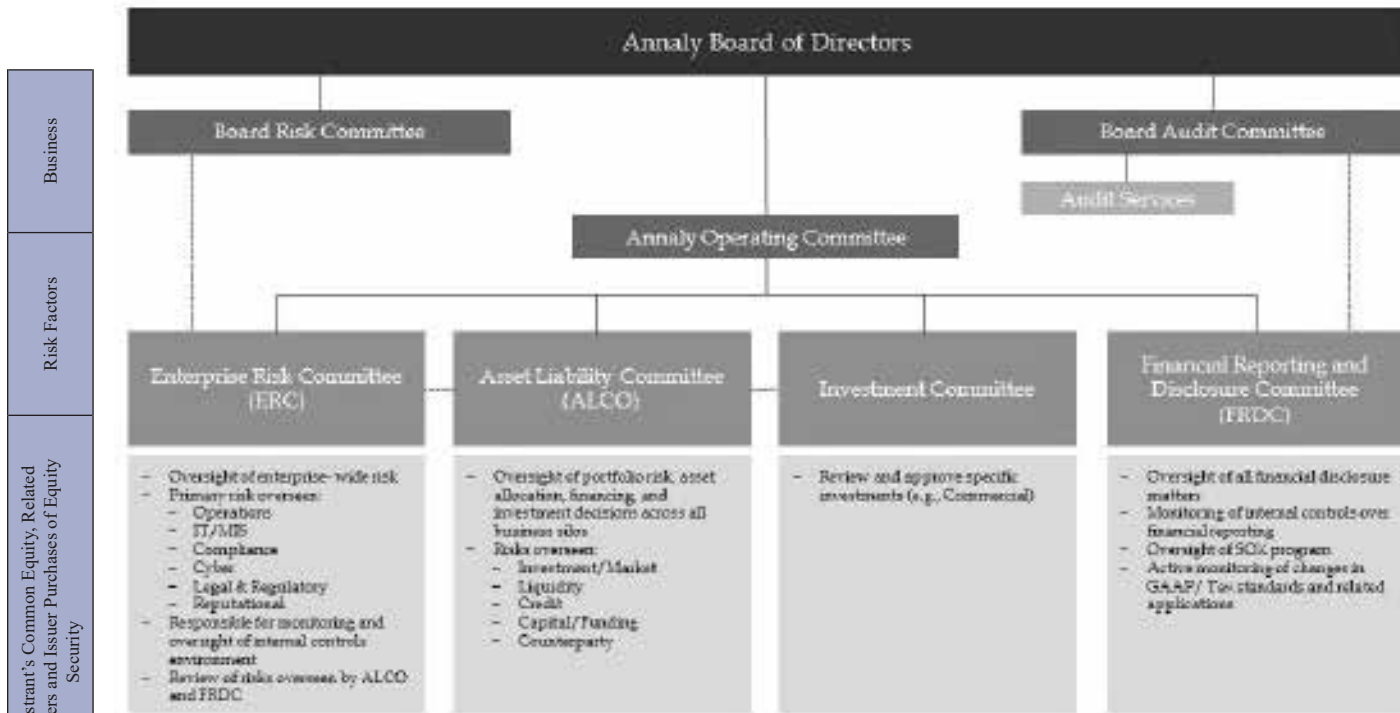 Annaly Board of Directors
Business
Risk Factors
strant's Common Equity, Related
ers and Issuer Purchases of Equity
Security
Board Risk Committee
Board Audit Committee
Audit Services
Annaly Operating Committee
Enterprise Risk Committee
(ERC)
Asset Liability Committee
(ALCO)
Investment Committee
Financial Reporting and
Disclosure Committee
(FRDC)
- Oversight of enterprise-wide risk
- Primary risk overseen:
- Operations
- IT/MIS
- Compliance
- Cyber
- Legal & Regulatory
- Reputational
- Responsible for monitoring and
oversight of internal controls
environment
- Review of risks overseen by ALCO
and FRDC
- Oversight of portfolio risk, asset
allocation, financing, and
investment decisions across all
business silos
- Risks overseen:
- Investment/Market
- Liquidity
- Credit
- Capital/Funding
- Counterparty
- Review and approve specific
investments (e.g., Commercial)
- Oversight of all financial disclosure
matters
- Monitoring of internal controls over
financial reporting
- Oversight of SOX program
- Active monitoring of changes in
GAAP/ Tax standards and related
applications